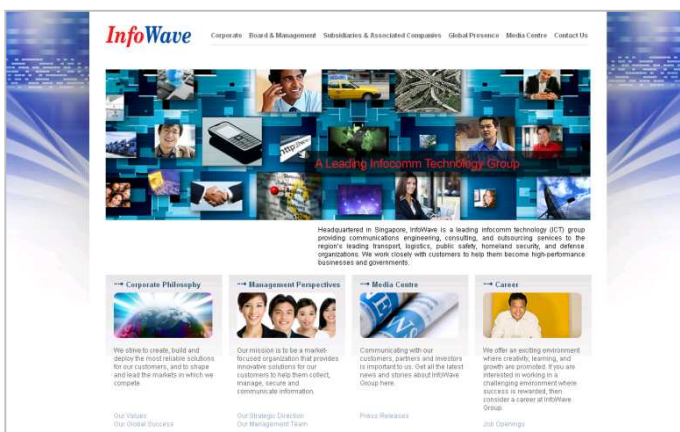 InfoWave
Corporate Board & Management Subsidiaries & Associated Companies Global Presence Media Centre Contact Us
http://www
A Leading Infocomm Technology Group
Headquartered in Singapore, InfoWave is a leading infocomm technology (ICT) group
providing communications engineering, consulting, and outsourcing services to the
region's leading transport, logistics, public safety, homeland security, and defense
organizations. We work closely with customers to help them become high-performance
businesses and governments.
Corporate Philosophy
We strive to create, build and
deploy the most reliable solutions
for our customers, and to shape
and lead the markets in which we
compete.
Our Values
Our Global Success
Management Perspectives
Our mission is to be a market-
focused organization that provides
innovative solutions for our
customers to help them collect,
manage, secure and
communicate information.
Our Strategic Direction
Our Management Team
Media Centre
NEWS
Communicating with our
customers, partners and investors
is important to us. Get all the latest
news and stories about InfoWave
Group here.
Press Releases
Career
We offer an exciting environment
where creativity, learning, and
growth are promoted. If you are
interested in working in a
challenging environment where
success is rewarded, then
consider a career at InfoWave
Group.
Job Openings